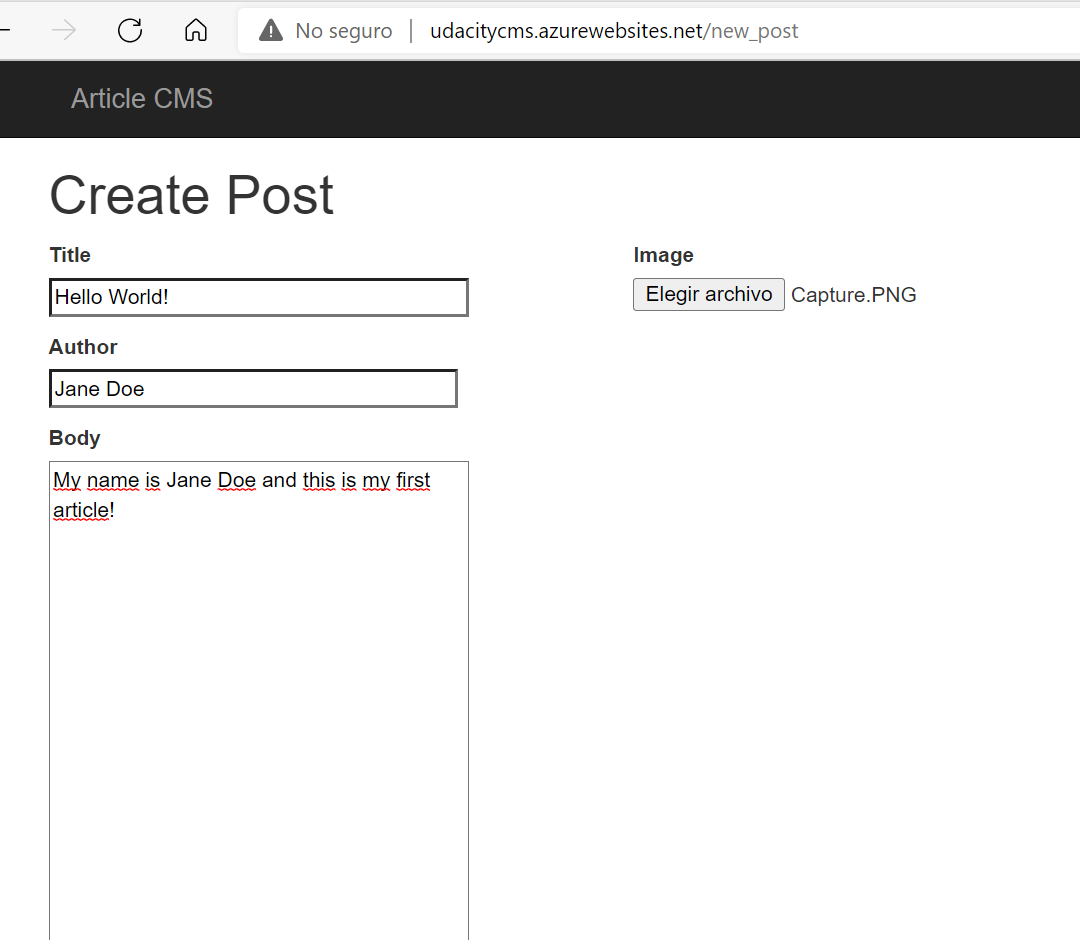 No seguro | udacitycms.azurewebsites.net/new_post
Article CMS
Create Post
Title
Hello World!
Image
Elegir archivo Capture.PNG
Author
Jane Doe
Body
My name is Jane Doe and this is my first
article!